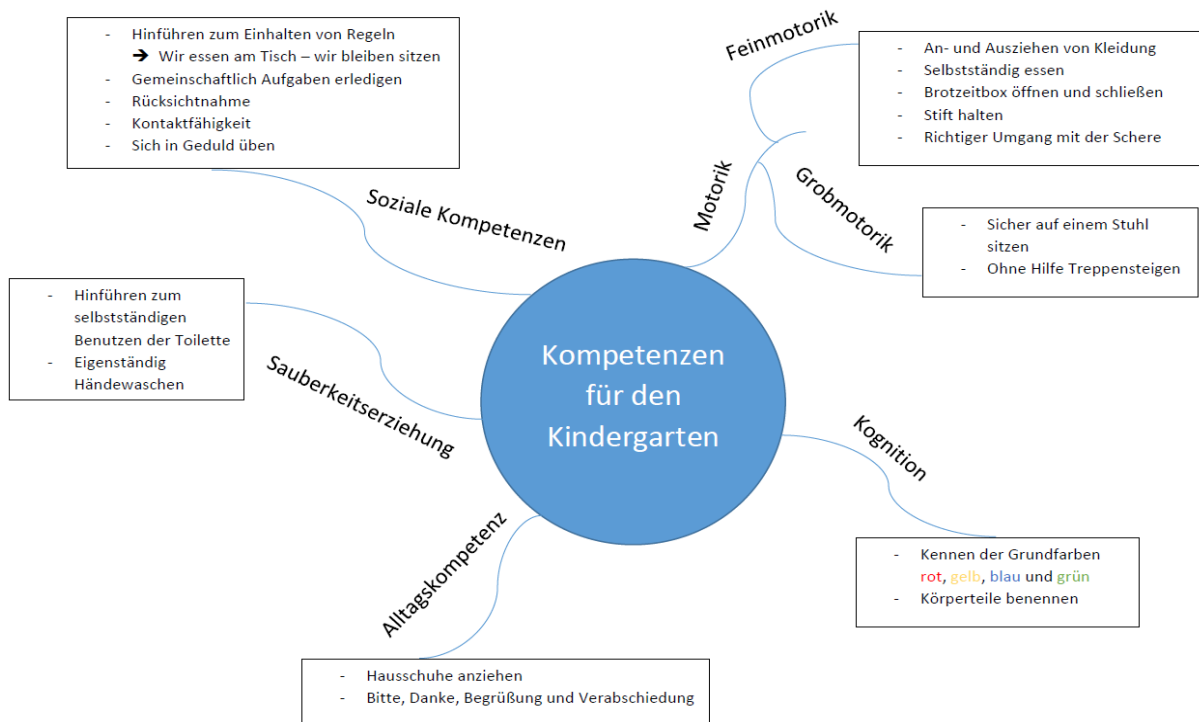 - Hinführen zum Einhalten von Regeln
➔ Wir essen am Tisch – wir bleiben sitzen
- Gemeinschaftlich Aufgaben erledigen
- Rücksichtnahme
- Kontaktfähigkeit
- Sich in Geduld üben
Soziale Kompetenzen
Feinmotorik
- An- und Ausziehen von Kleidung
- Selbstständig essen
- Brotzeitbox öffnen und schließen
- Stift halten
- Richtiger Umgang mit der Schere
Motorik
Grobmotorik
- Sicher auf einem Stuhl
sitzen
- Ohne Hilfe Treppensteigen
- Hinführen zum
selbstständigen
Benutzen der Toilette
- Eigenständig
Händewaschen
Sauberkeitserziehung
Kompetenzen
für den
Kindergarten
Kognition
- Kennen der Grundfarben
rot, gelb, blau und grün
- Körperteile benennen
Alltagskompetenz
- Hausschuhe anziehen
- Bitte, Danke, Begrüßung und Verabschiedung